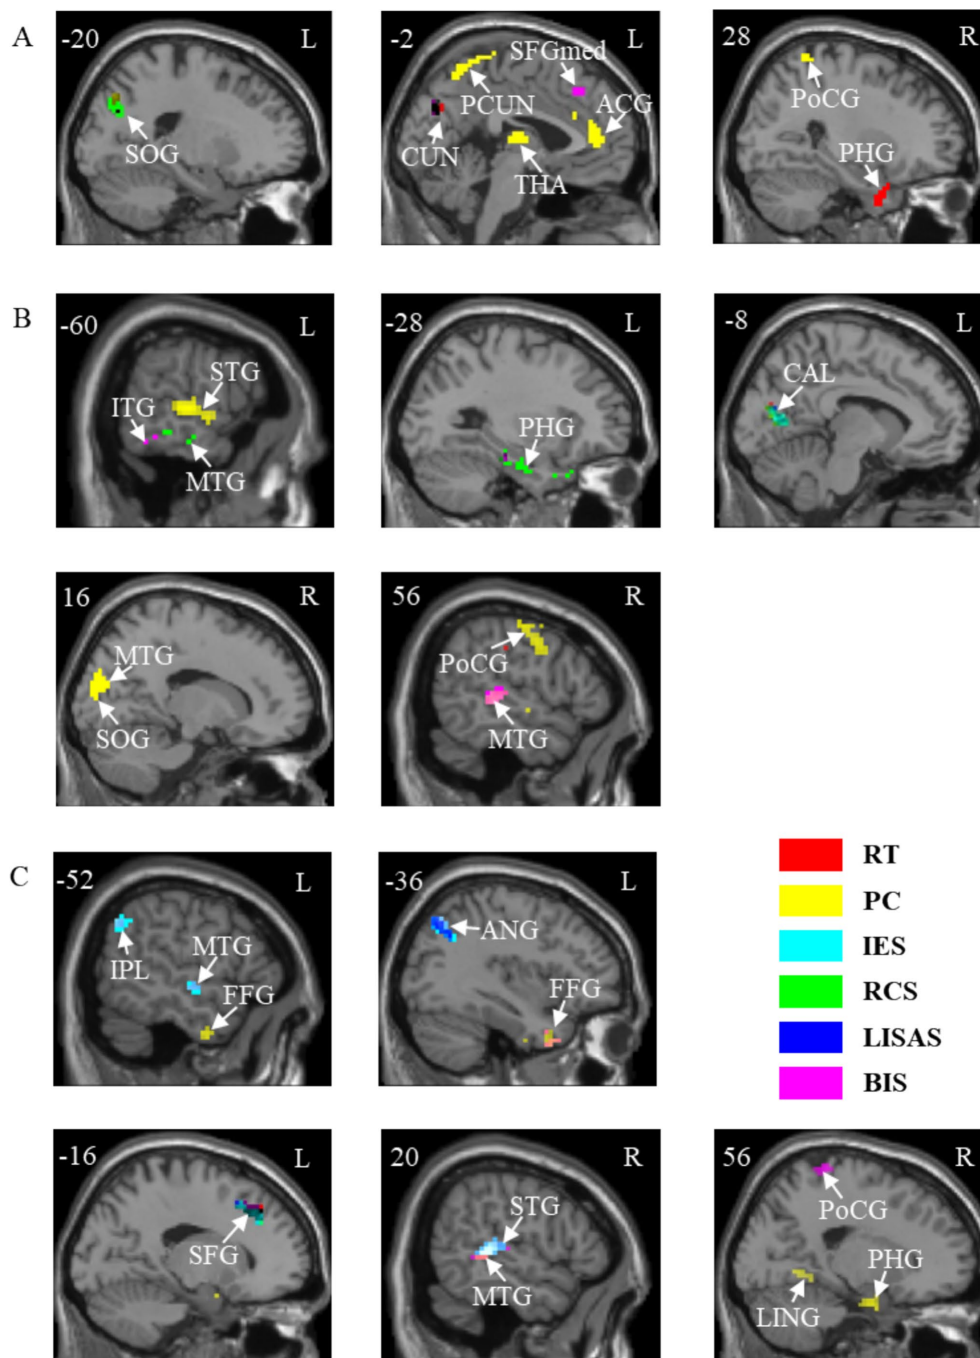 A
-20 L
SOG
-2 L
SFGmed
PCUN
ACG
CUN
THA
28 R
PoCG
PHG
B
-60 L
STG
ITG
MTG
-28 L
PHG
-8 L
CAL
16 R
MTG
SOG
56 R
PoCG
MTG
C
-52 L
IPL
MTG
FFG
-36 L
ANG
FFG
RT
PC
IES
RCS
LISAS
BIS
-16 L
SFG
20 R
STG
MTG
56 R
PoCG
PHG
LING